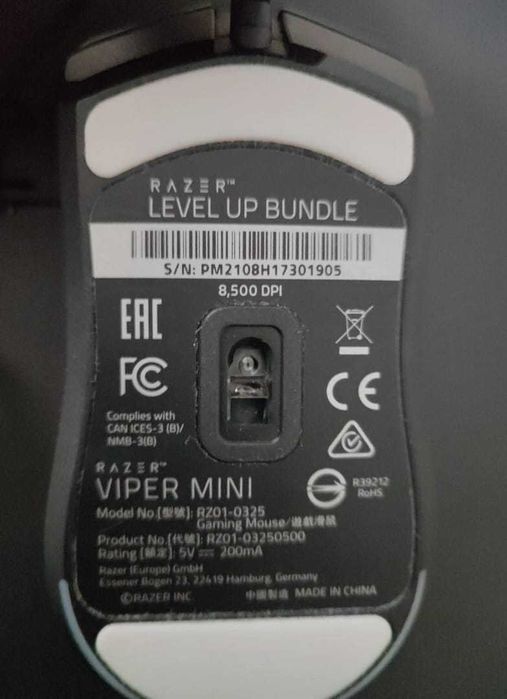 RAZER™
LEVEL UP BUNDLE
S/N: PM2108H17301905
8,500 DPI
EAC
FC
CE
Complies with
CAN ICES-3 (B)/
NMB-3(B)
RAZER™
VIPER MINI
R39212
RoHS
Model No.[型號]: RZ01-0325
Gaming Mouse/遊戲滑鼠
Product No.[代號]: RZ01-03250500
Rating [額定]: 5V ⎓ 200mA
Razer (Europe) GmbH
Essener Bogen 23, 22419 Hamburg, Germany
©RAZER INC. 中國製造 MADE IN CHINA